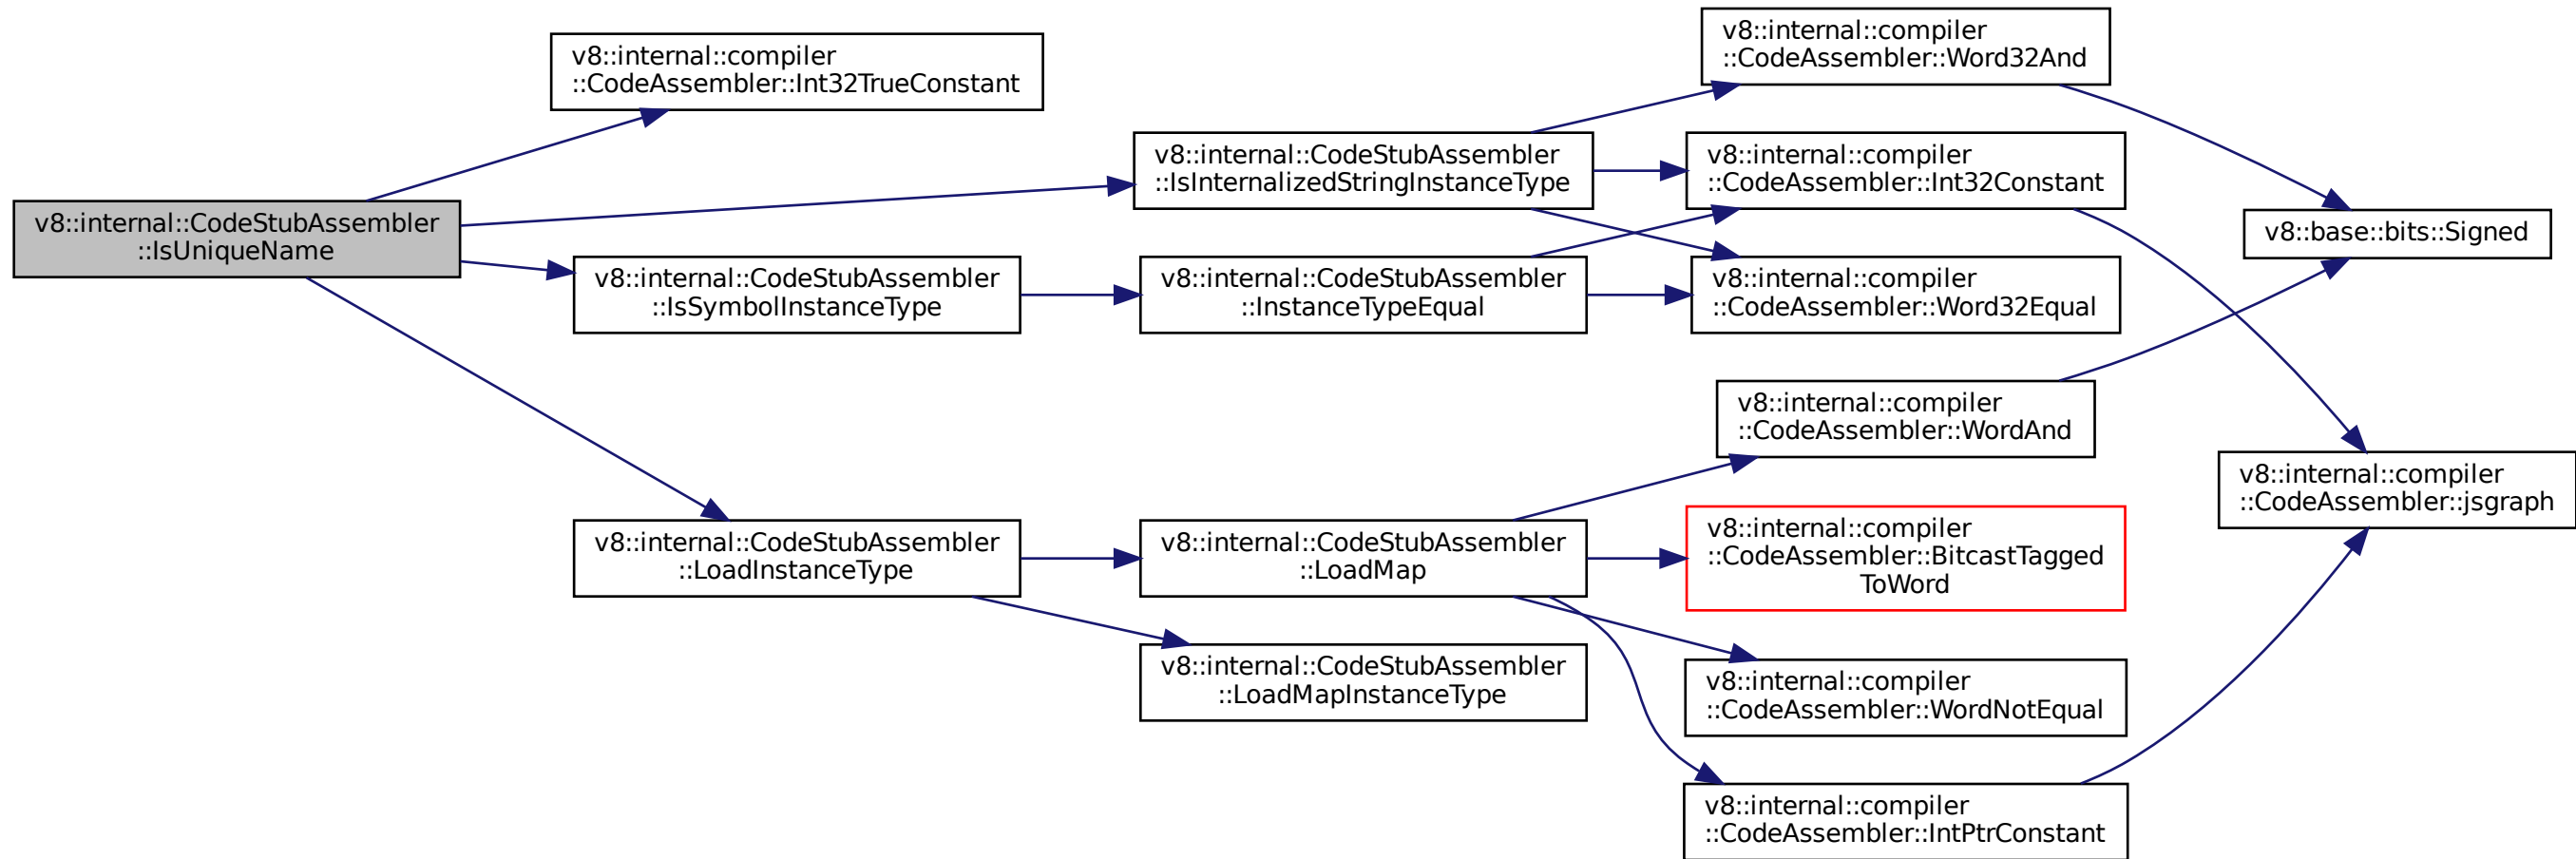 v8::internal::CodeStubAssembler
::IsUniqueName
v8::internal::compiler
::CodeAssembler::Int32TrueConstant
v8::internal::CodeStubAssembler
::IsInternalizedStringInstanceType
v8::internal::compiler
::CodeAssembler::Word32And
v8::base::bits::Signed
v8::internal::compiler
::CodeAssembler::Int32Constant
v8::internal::compiler
::CodeAssembler::jsgraph
v8::internal::compiler
::CodeAssembler::Word32Equal
v8::internal::CodeStubAssembler
::IsSymbolInstanceType
v8::internal::CodeStubAssembler
::InstanceTypeEqual
v8::internal::CodeStubAssembler
::LoadInstanceType
v8::internal::CodeStubAssembler
::LoadMap
v8::internal::compiler
::CodeAssembler::WordAnd
v8::internal::compiler
::CodeAssembler::BitcastTagged
ToWord
v8::internal::compiler
::CodeAssembler::WordNotEqual
v8::internal::compiler
::CodeAssembler::IntPtrConstant
v8::internal::CodeStubAssembler
::LoadMapInstanceType